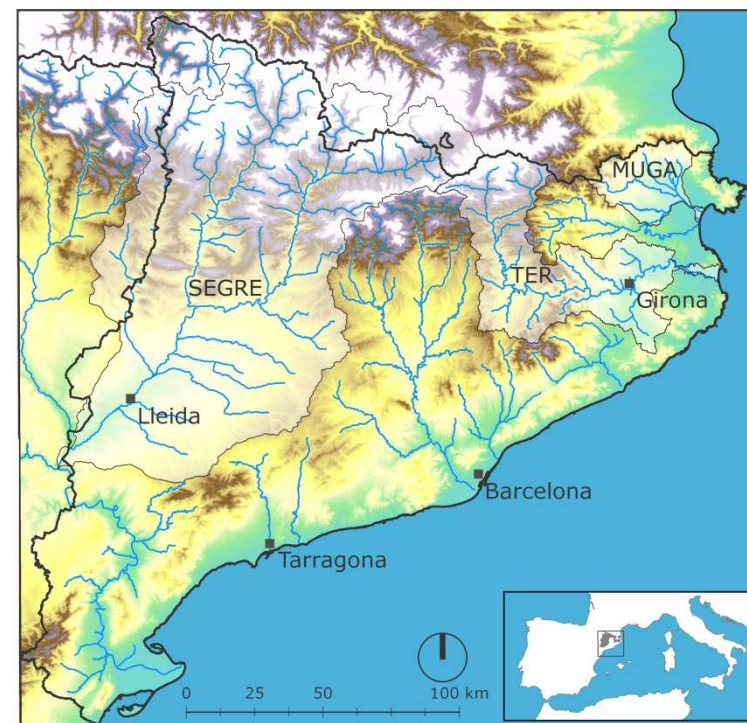 MUGA
SEGRE
TER
Girona
Lleida
Barcelona
Tarragona
0 25 50 100 km